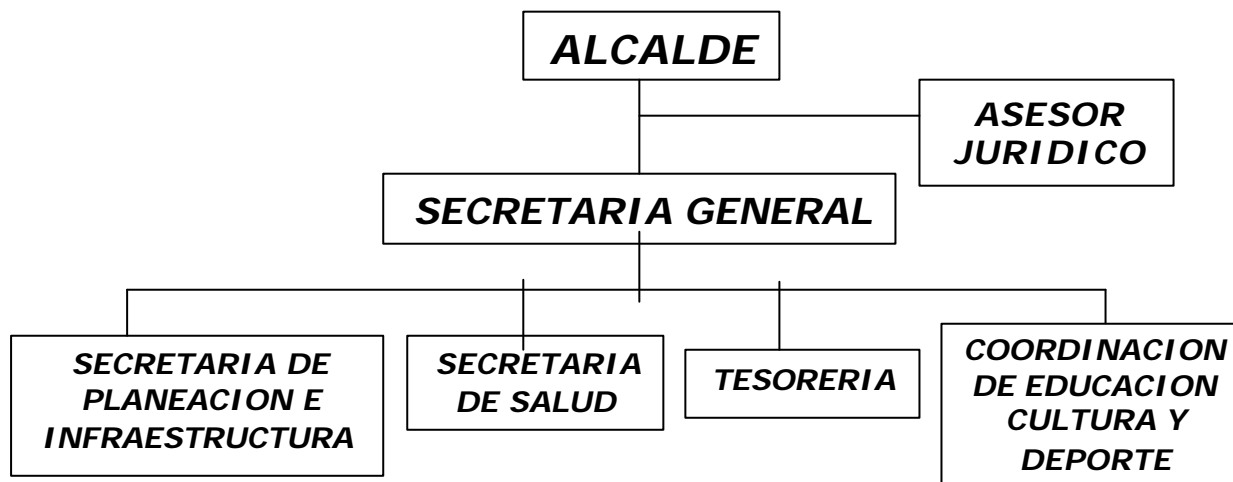 ALCALDE
ASESOR
JURIDICO
SECRETARIA GENERAL
SECRETARIA DE
PLANEACION E
INFRAESTRUCTURA
SECRETARIA
DE SALUD
TESORERIA
COORDINACION
DE EDUCACION
CULTURA Y
DEPORTE